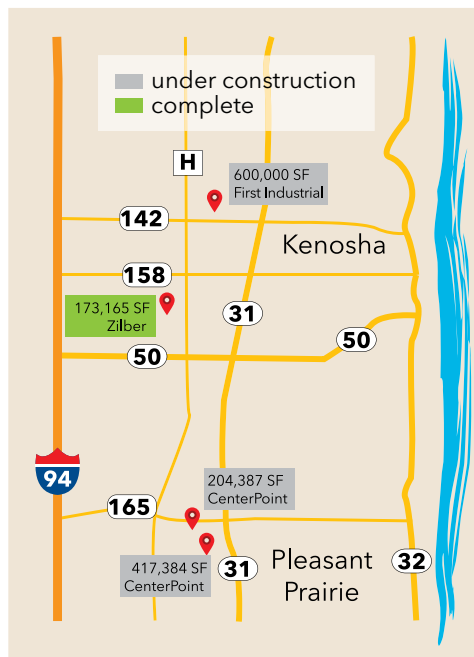 under construction
complete
H
600,000 SF
First Industrial
142
Kenosha
158
173,165 SF
Zilber
31
50
50
94
204,387 SF
CenterPoint
165
417,384 SF
CenterPoint
31
Pleasant
Prairie
32